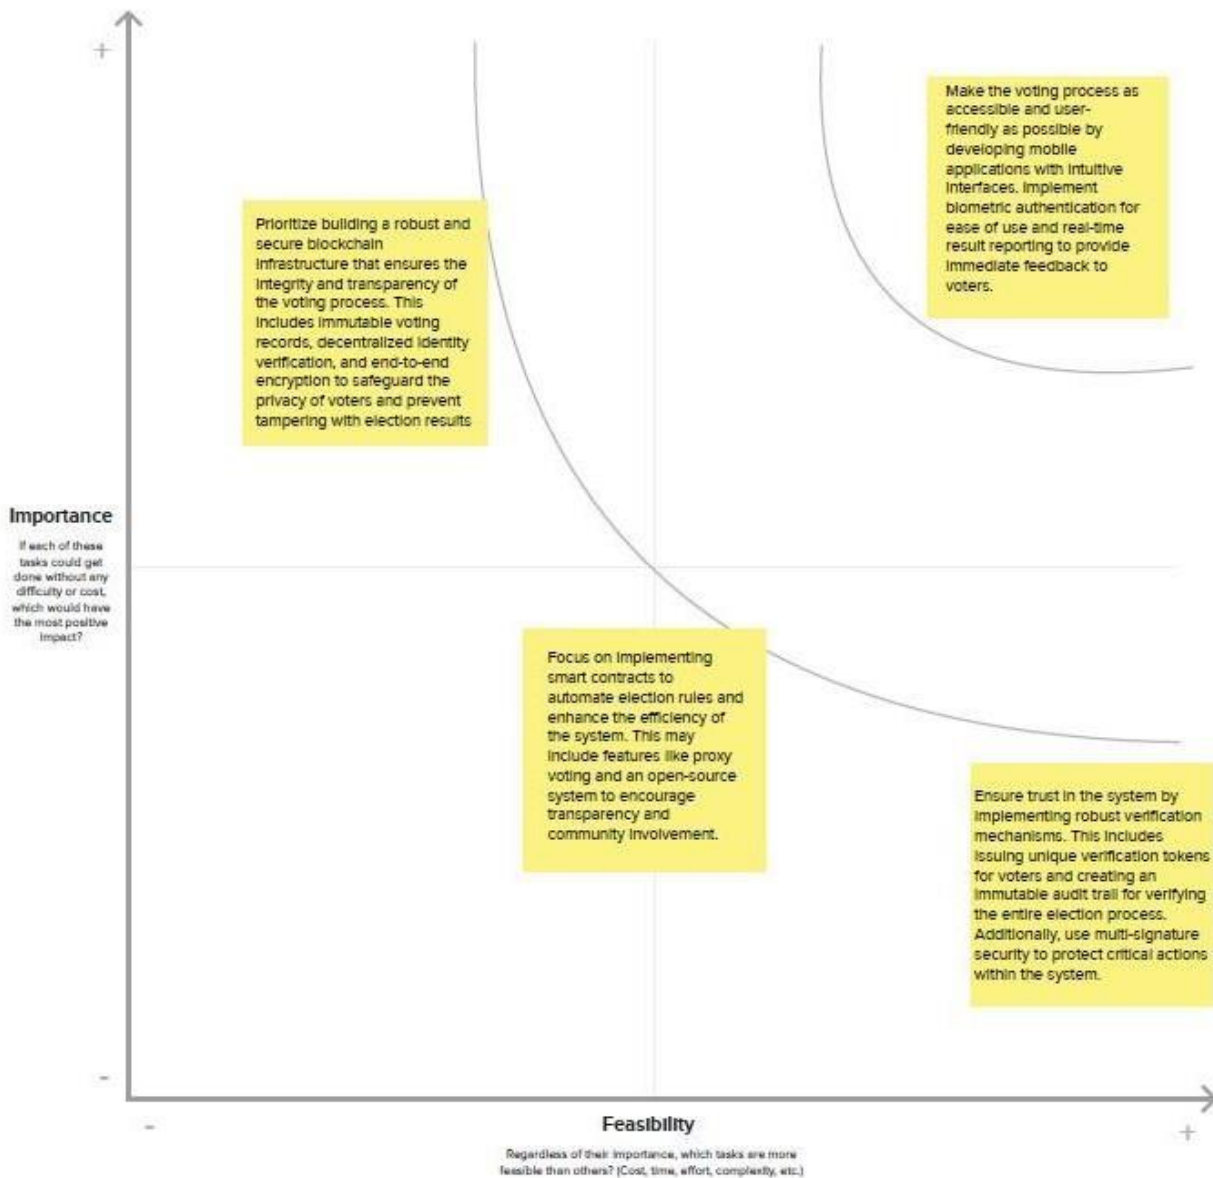 +
Make the voting process as
accessible and user-
friendly as possible by
developing mobile
applications with intuitive
interfaces. Implement
biometric authentication for
ease of use and real-time
result reporting to provide
immediate feedback to
voters.
Prioritize building a robust and
secure blockchain
infrastructure that ensures the
integrity and transparency of
the voting process. This
includes immutable voting
records, decentralized identity
verification, and end-to-end
encryption to safeguard the
privacy of voters and prevent
tampering with election results
Importance
If each of these
tasks could get
done without any
difficulty or cost,
which would have
the most positive
impact?
Focus on implementing
smart contracts to
automate election rules and
enhance the efficiency of
the system. This may
include features like proxy
voting and an open-source
system to encourage
transparency and
community involvement.
Ensure trust in the system by
implementing robust verification
mechanisms. This includes
issuing unique verification tokens
for voters and creating an
immutable audit trail for verifying
the entire election process.
Additionally, use multi-signature
security to protect critical actions
within the system.
-
-
Feasibility
+
Regardless of their importance, which tasks are more
feasible than others? (Cost, time, effort, complexity, etc.)